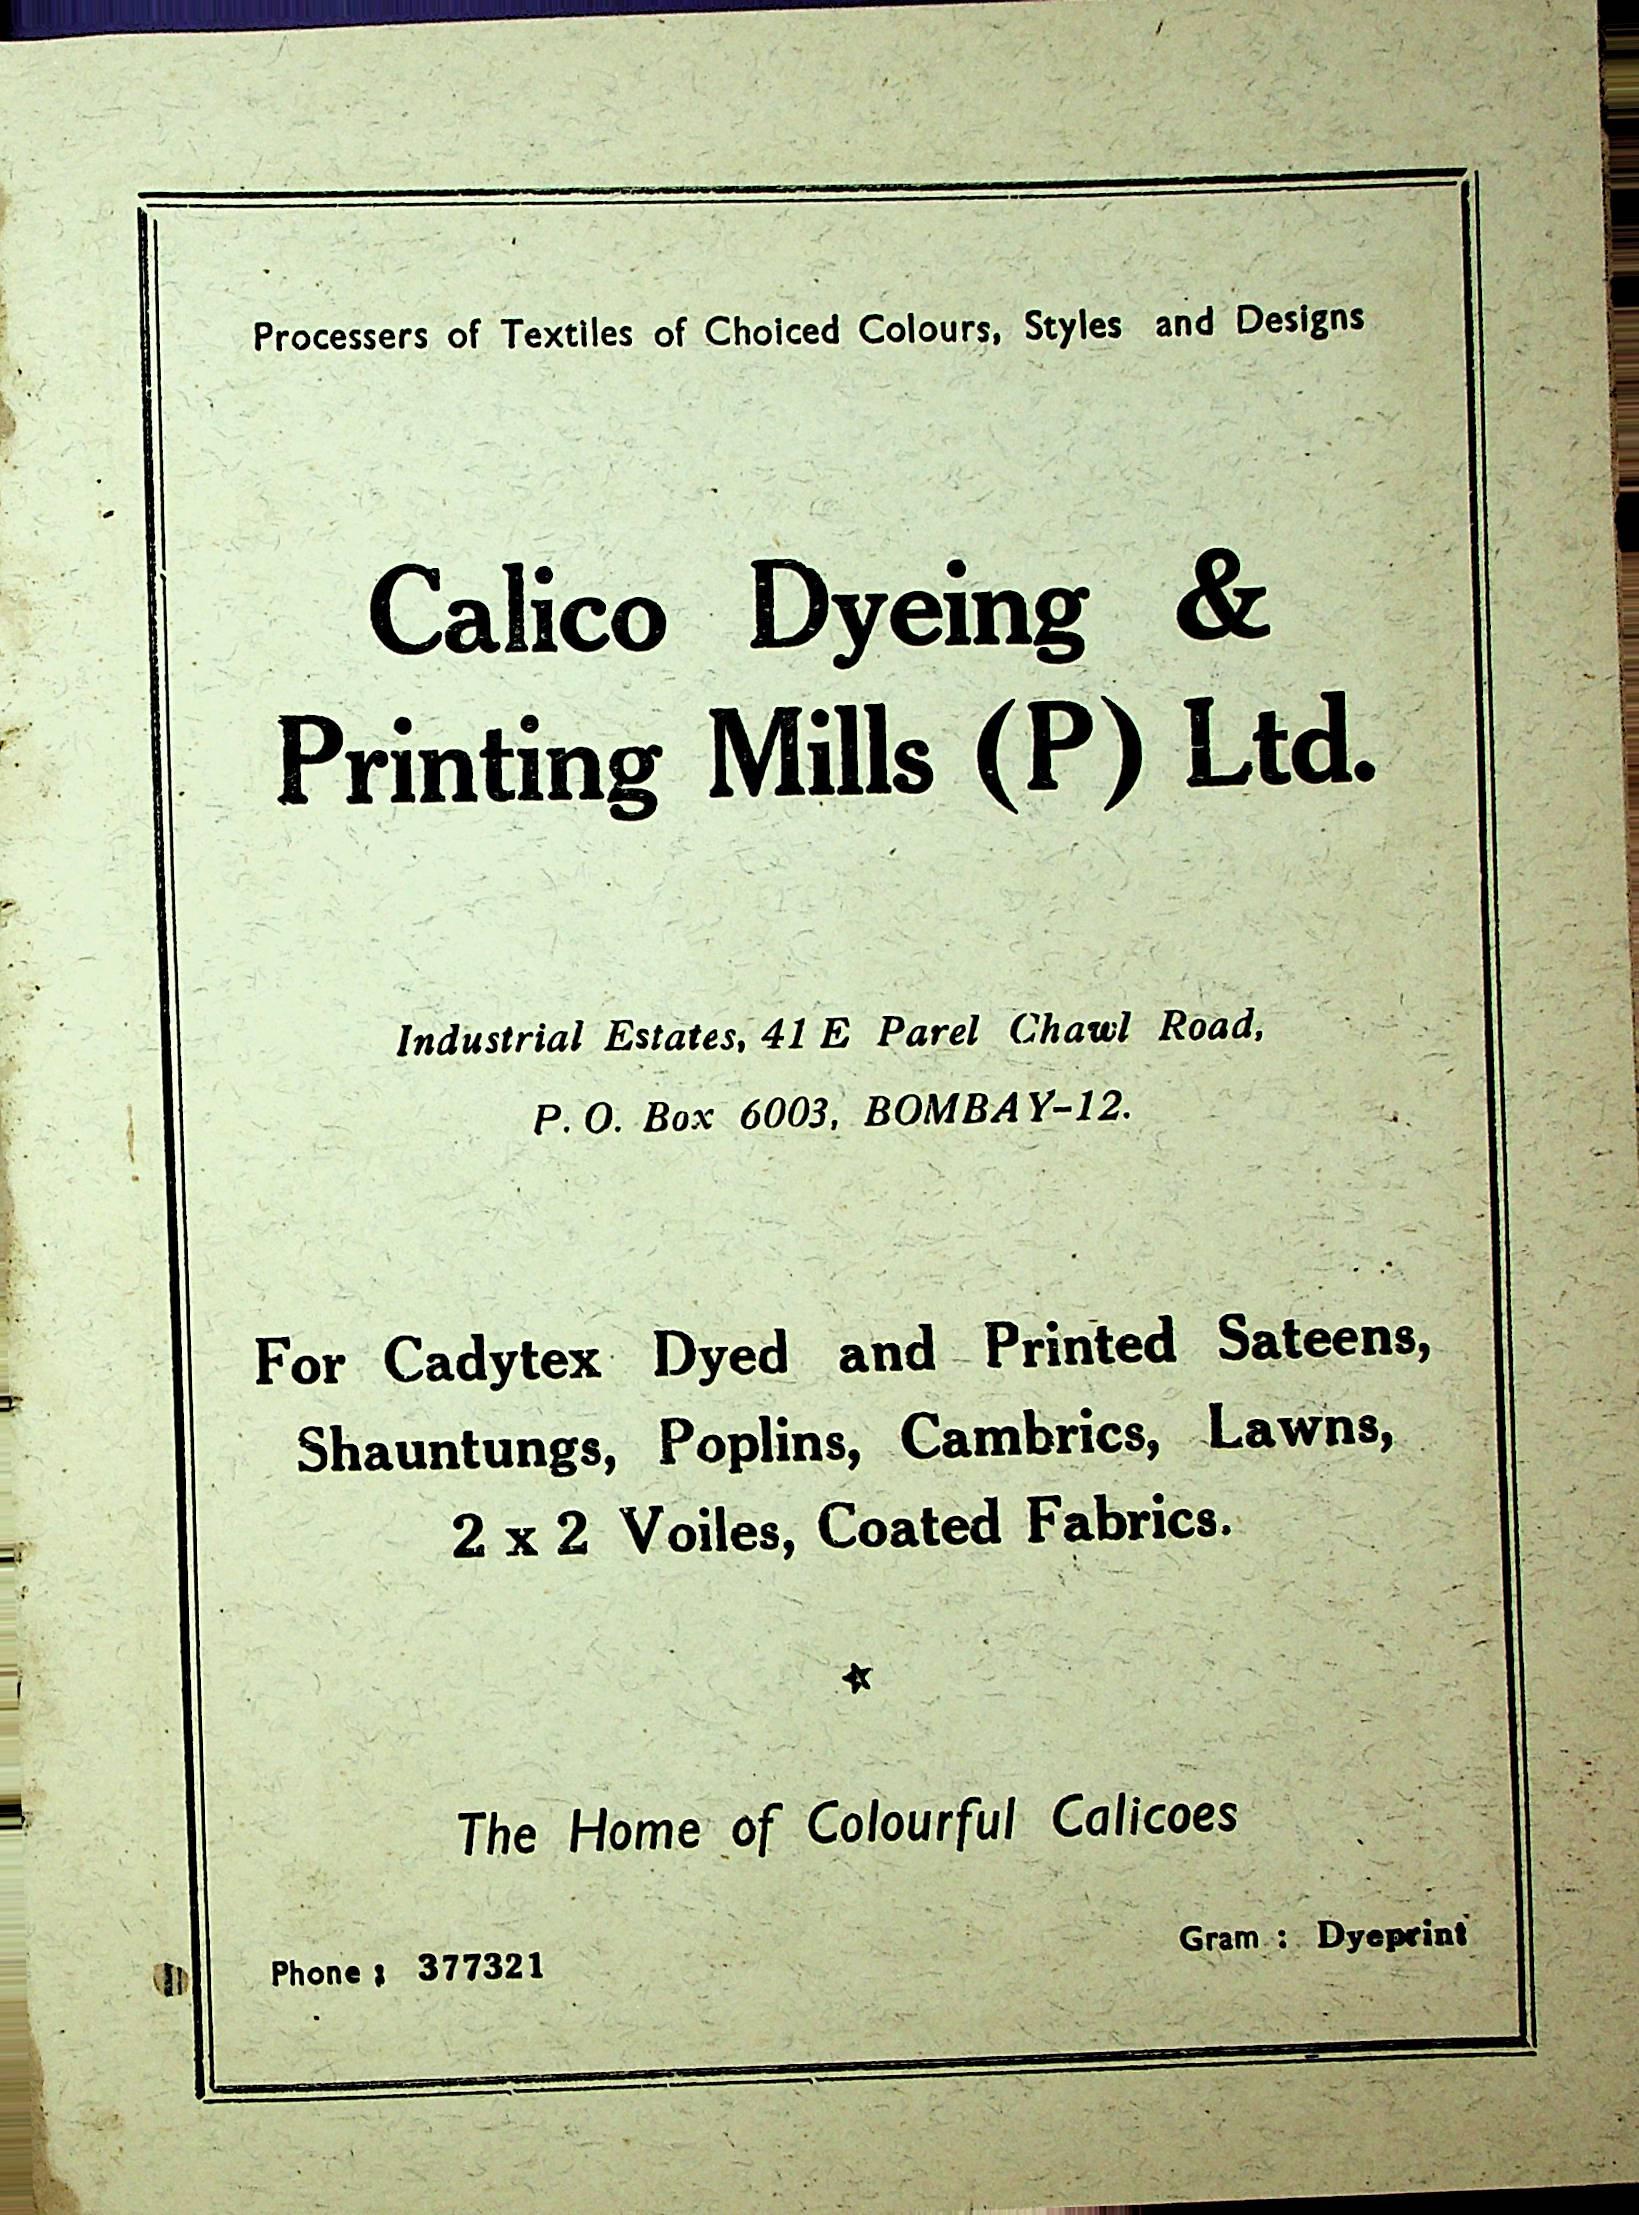 Processers of Textiles of Choiced Colours, Styles and Designs
Calico Dyeing &
Printing Mills (P) Ltd.
Industrial Estates, 41 E Parel Chawl Road,
P. O. Box 6003, BOMBAY-12.
For Cadytex Dyed and Printed Sateens,
Shauntungs, Poplins, Cambrics, Lawns,
2 x 2 Voiles, Coated Fabrics.
The Home of Colourful Calicoes
Phone : 377321 Gram : Dyeprint